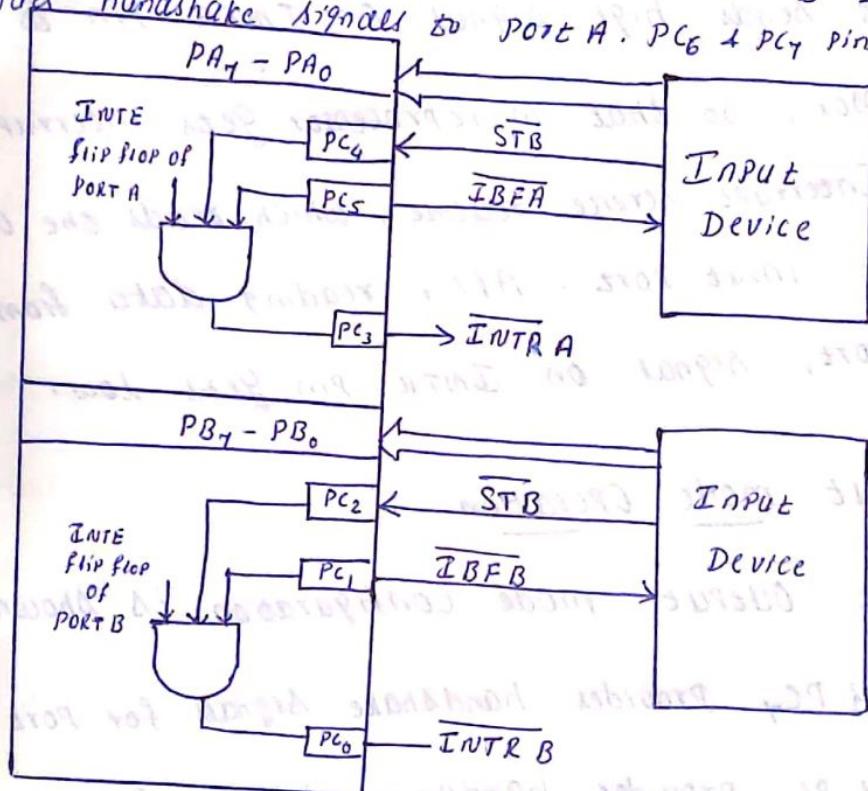 handshake signals to PORT A. PC6 & PC7 pin
PA7 - PA0
INTE
flip flop of
PORT A
PC4
STB
PC5
IBFA
Input
Device
PC3
INTR A
PB7 - PB0
INTE
flip flop
of
PORT B
PC2
STB
PC1
IBFB
Input
Device
PC0
INTR B